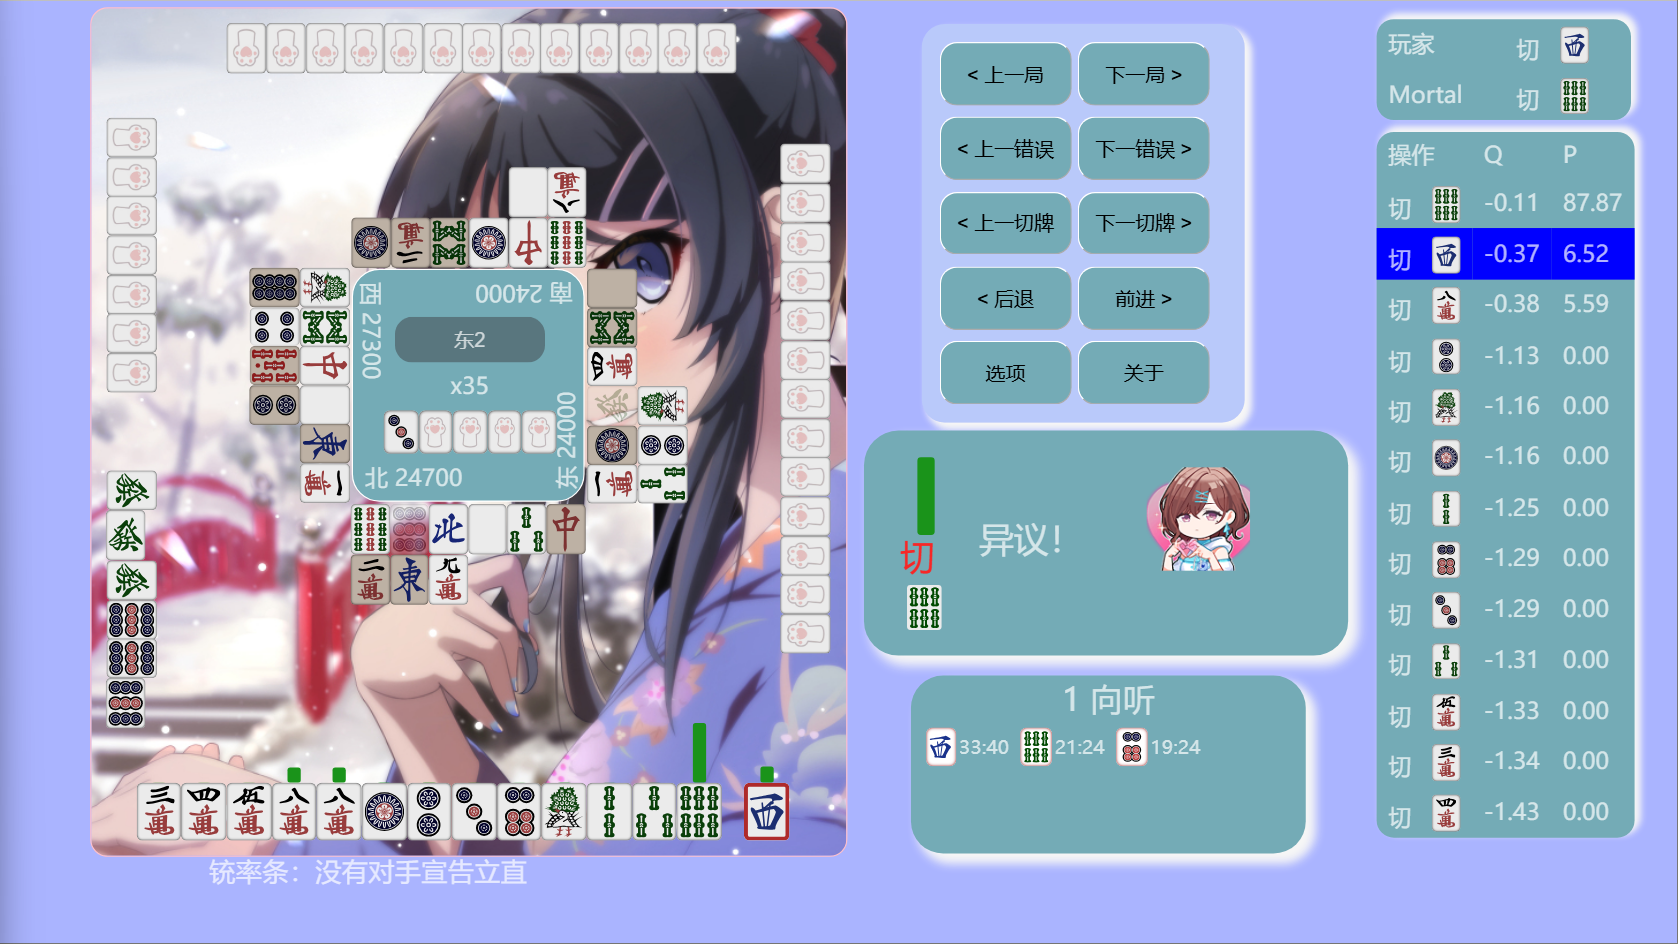 南 24000
西 27300
东2
x35
北 24700
东 24000
铳率条：没有对手宣告立直
< 上一局
下一局 >
< 上一错误
下一错误 >
< 上一切牌
下一切牌 >
< 后退
前进 >
选项
关于
切
异议！
1 向听
33:40 21:24 19:24
玩家 切
Mortal 切
操作 Q P
切 -0.11 87.87
切 -0.37 6.52
切 -0.38 5.59
切 -1.13 0.00
切 -1.16 0.00
切 -1.16 0.00
切 -1.25 0.00
切 -1.29 0.00
切 -1.29 0.00
切 -1.31 0.00
切 -1.33 0.00
切 -1.34 0.00
切 -1.43 0.00